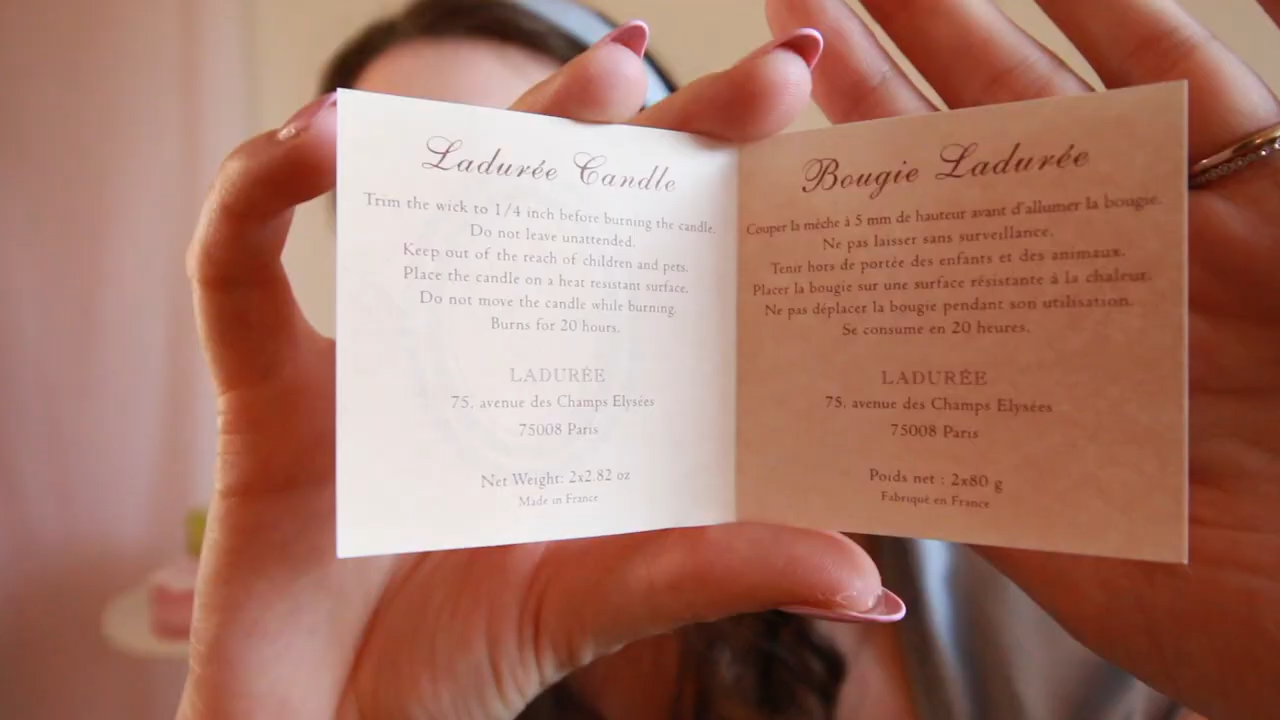 Ladurée Candle
Trim the wick to 1/4 inch before burning the candle.
Do not leave unattended.
Keep out of the reach of children and pets.
Place the candle on a heat resistant surface.
Do not move the candle while burning.
Burns for 20 hours.
LADURÉE
75, avenue des Champs Elysées
75008 Paris
Net Weight: 2x2.82 oz
Made in France
Bougie Ladurée
Couper la mèche à 5 mm de hauteur avant d'allumer la bougie.
Ne pas laisser sans surveillance.
Tenir hors de portée des enfants et des animaux.
Placer la bougie sur une surface résistante à la chaleur.
Ne pas déplacer la bougie pendant son utilisation.
Se consume en 20 heures.
LADURÉE
75, avenue des Champs Elysées
75008 Paris
Poids net : 2x80 g
Fabriqué en France